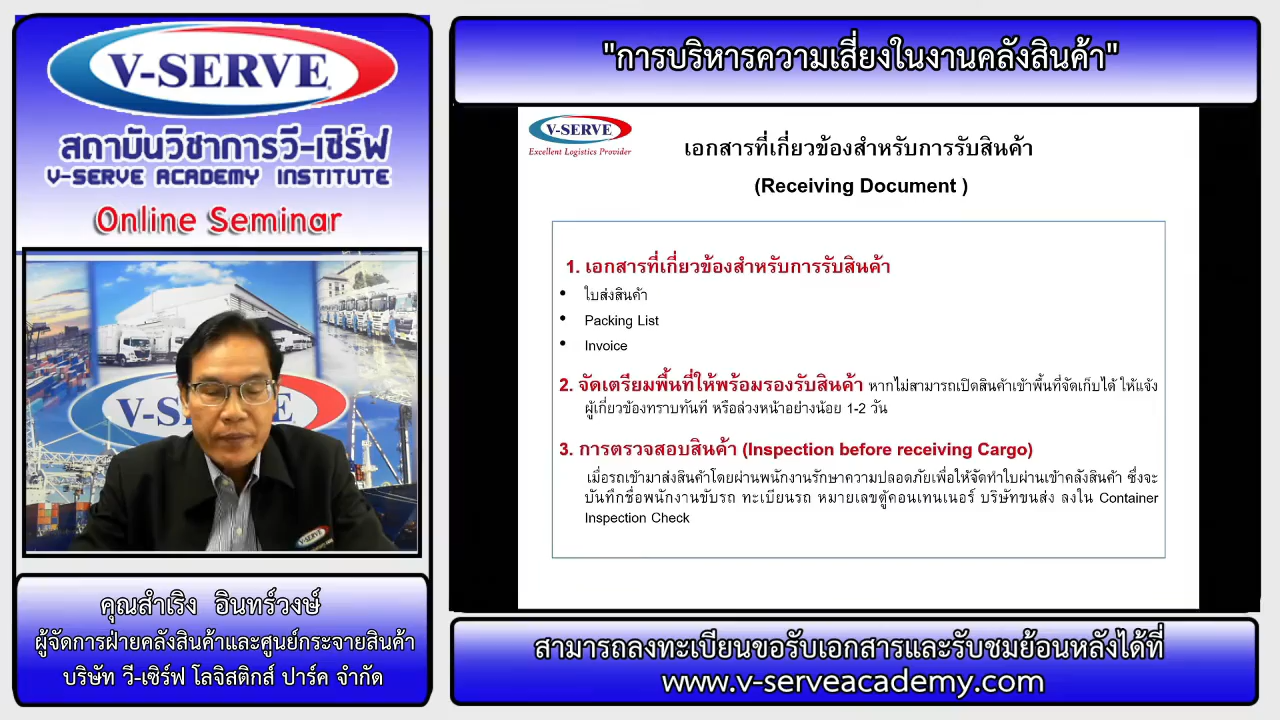 V-SERVE
สถาบันวิชาการวี-เซิร์ฟ
V-SERVE ACADEMY INSTITUTE
Online Seminar
V-SERVE
คุณสำเริง อินทร์วงษ์
ผู้จัดการฝ่ายคลังสินค้าและศูนย์กระจายสินค้า
บริษัท วี-เซิร์ฟ โลจิสติกส์ ปาร์ค จำกัด
"การบริหารความเสี่ยงในงานคลังสินค้า"
V-SERVE
Excellent Logistics Provider
เอกสารที่เกี่ยวข้องสำหรับการรับสินค้า
(Receiving Document )
1. เอกสารที่เกี่ยวข้องสำหรับการรับสินค้า
• ใบส่งสินค้า
• Packing List
• Invoice
2. จัดเตรียมพื้นที่ให้พร้อมรองรับสินค้า หากไม่สามารถเปิดสินค้าเข้าพื้นที่จัดเก็บได้ ให้แจ้ง
ผู้เกี่ยวข้องทราบทันที หรือล่วงหน้าอย่างน้อย 1-2 วัน
3. การตรวจสอบสินค้า (Inspection before receiving Cargo)
เมื่อรถเข้ามาส่งสินค้าโดยผ่านพนักงานรักษาความปลอดภัยเพื่อให้จัดทำใบผ่านเข้าคลังสินค้า ซึ่งจะ
บันทึกชื่อพนักงานขับรถ ทะเบียนรถ หมายเลขตู้คอนเทนเนอร์ บริษัทขนส่ง ลงใน Container
Inspection Check
สามารถลงทะเบียนขอรับเอกสารและรับชมย้อนหลังได้ที่
www.v-serveacademy.com